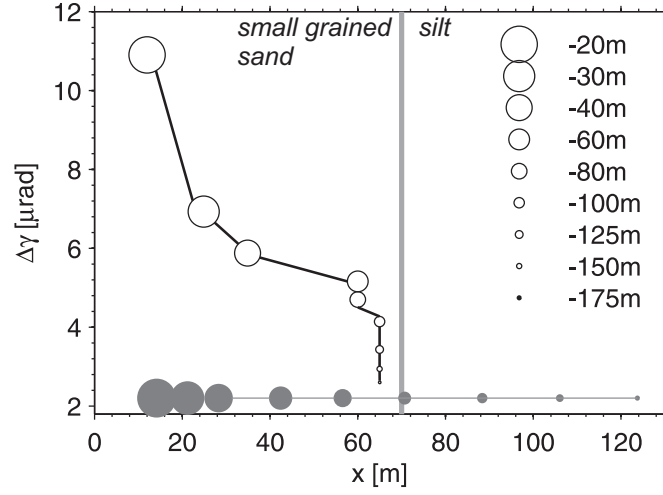 12
10
8
6
4
2
Δγ [μrad]
small grained
sand
silt
-20m
-30m
-40m
-60m
-80m
-100m
-125m
-150m
-175m
0 20 40 60 80 100 120
x [m]